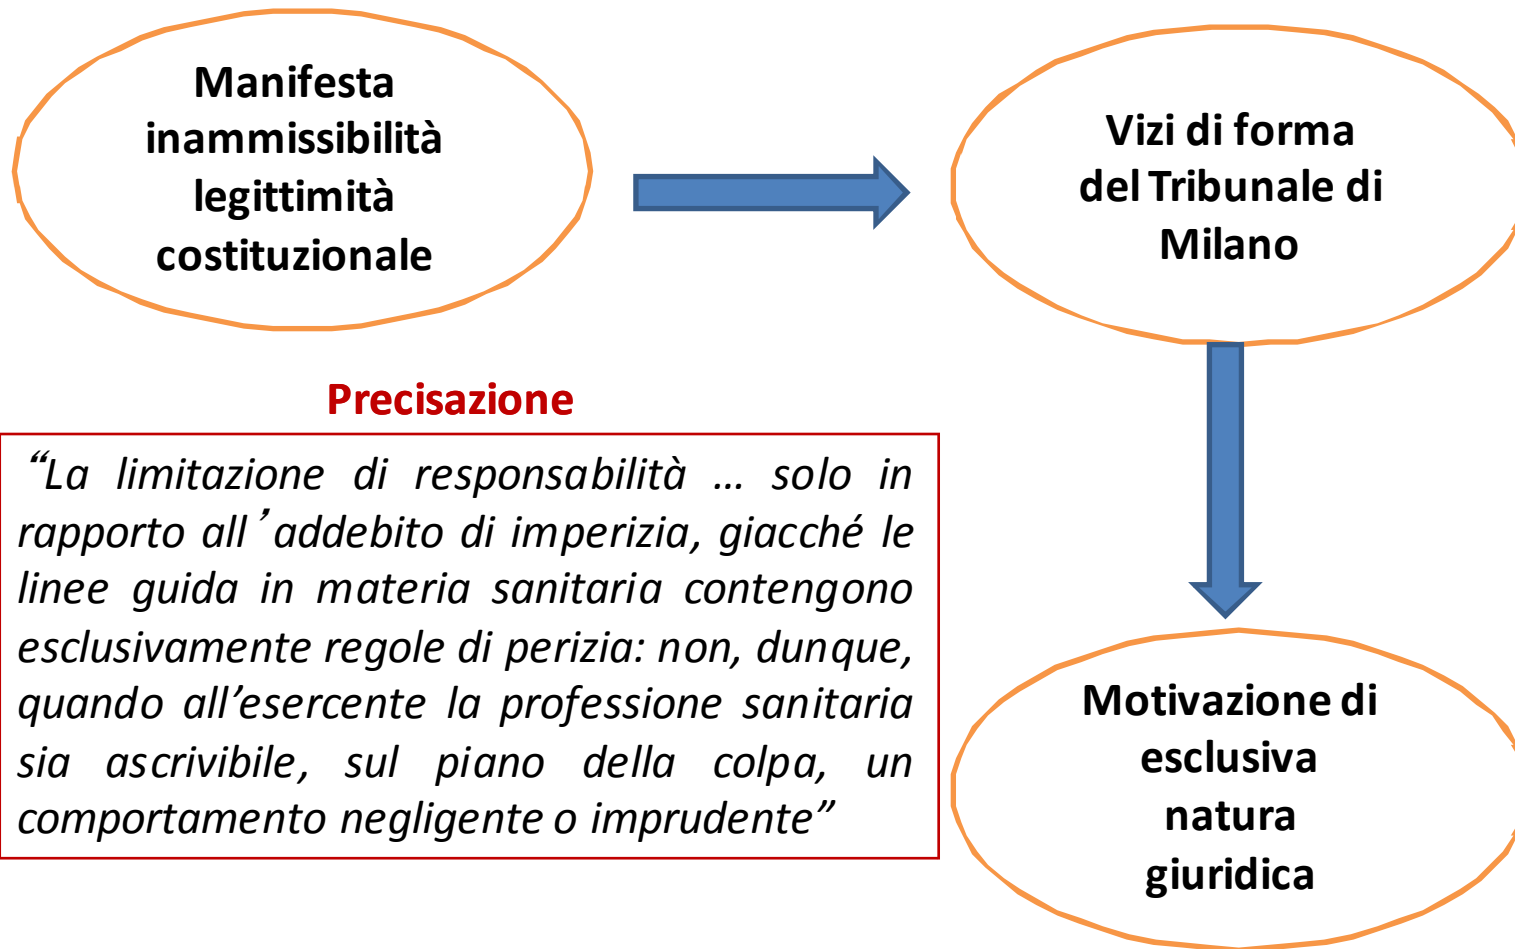 Manifesta
inammissibilità
legittimità
costituzionale
Vizi di forma
del Tribunale di
Milano
Precisazione
“La limitazione di responsabilità … solo in
rapporto all’addebito di imperizia, giacché le
linee guida in materia sanitaria contengono
esclusivamente regole di perizia: non, dunque,
quando all’esercente la professione sanitaria
sia ascrivibile, sul piano della colpa, un
comportamento negligente o imprudente”
Motivazione di
esclusiva
natura
giuridica